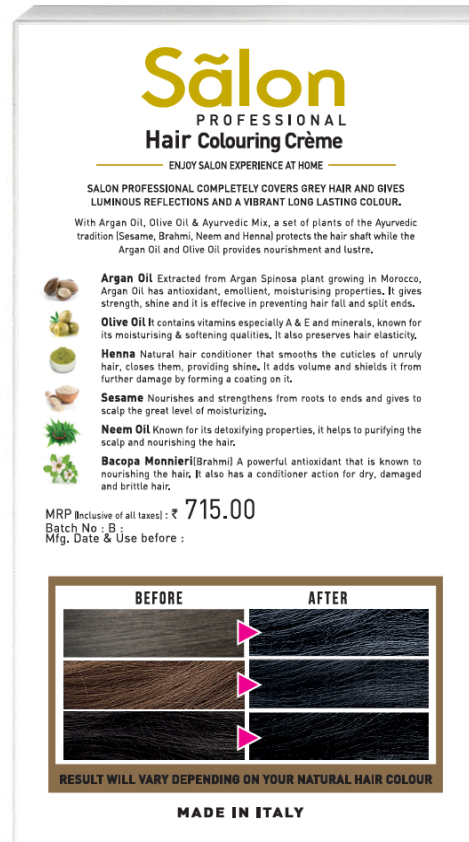 Sãlon
PROFESSIONAL
Hair Colouring Crème
ENJOY SALON EXPERIENCE AT HOME
SALON PROFESSIONAL COMPLETELY COVERS GREY HAIR AND GIVES
LUMINOUS REFLECTIONS AND A VIBRANT LONG LASTING COLOUR.
With Argan Oil, Olive Oil & Ayurvedic Mix, a set of plants of the Ayurvedic
tradition (Sesame, Brahmi, Neem and Henna) protects the hair shaft while the
Argan Oil and Olive Oil provides nourishment and lustre.
Argan Oil Extracted from Argan Spinosa plant growing in Morocco,
Argan Oil has antioxidant, emollient, moisturising properties. It gives
strength, shine and it is effecive in preventing hair fall and split ends.
Olive Oil It contains vitamins especially A & E and minerals, known for
its moisturising & softening qualities. It also preserves hair elasticity.
Henna Natural hair conditioner that smooths the cuticles of unruly
hair, closes them, providing shine. It adds volume and shields it from
further damage by forming a coating on it.
Sesame Nourishes and strengthens from roots to ends and gives to
scalp the great level of moisturizing.
Neem Oil Known for its detoxifying properties, it helps to purifying the
scalp and nourishing the hair.
Bacopa Monnieri(Brahmi) A powerful antioxidant that is known to
nourishing the hair. It also has a conditioner action for dry, damaged
and brittle hair.
MRP (Inclusive of all taxes) : ₹ 715.00
Batch No : B :
Mfg. Date & Use before :
BEFORE AFTER
RESULT WILL VARY DEPENDING ON YOUR NATURAL HAIR COLOUR
MADE IN ITALY